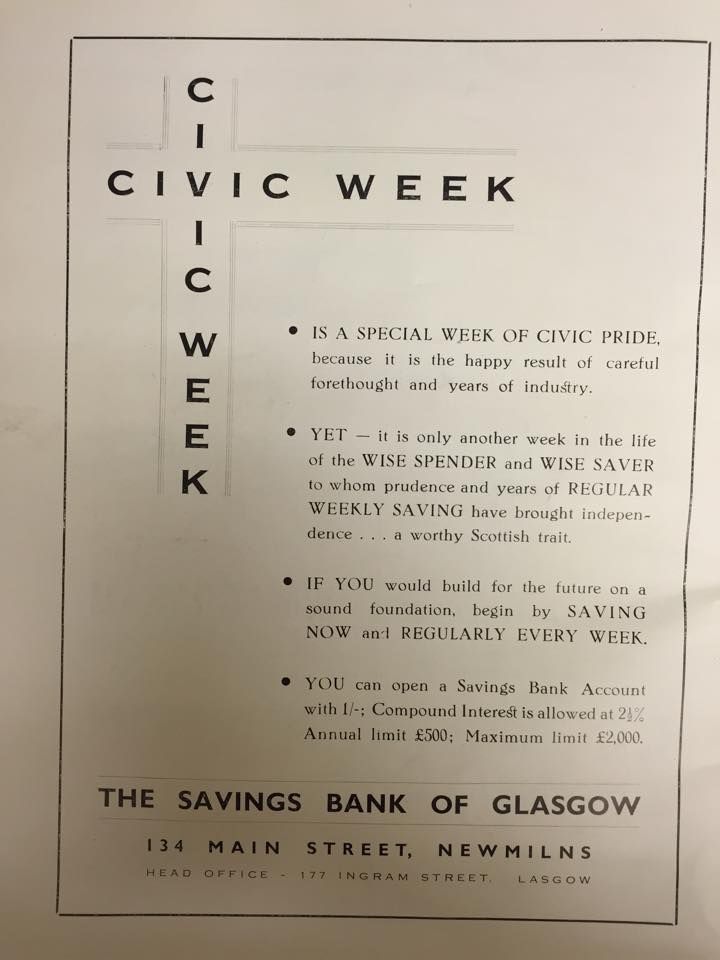 C
I
CIVIC WEEK
I
C
W
E
E
K
• IS A SPECIAL WEEK OF CIVIC PRIDE,
because it is the happy result of careful
forethought and years of industry.
• YET — it is only another week in the life
of the WISE SPENDER and WISE SAVER
to whom prudence and years of REGULAR
WEEKLY SAVING have brought indepen-
dence . . . a worthy Scottish trait.
• IF YOU would build for the future on a
sound foundation, begin by SAVING
NOW and REGULARLY EVERY WEEK.
• YOU can open a Savings Bank Account
with 1/-; Compound Interest is allowed at 2½%
Annual limit £500; Maximum limit £2,000.
THE SAVINGS BANK OF GLASGOW
134 MAIN STREET, NEWMILNS
HEAD OFFICE - 177 INGRAM STREET, LASGOW